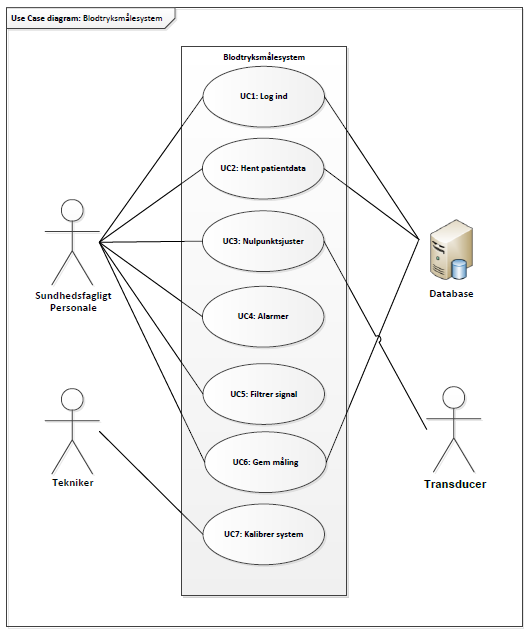 Use Case diagram: Blodtryksmålesystem
Blodtryksmålesystem
UC1: Log ind
UC2: Hent patientdata
UC3: Nulpunktsjuster
UC4: Alarmer
UC5: Filtrer signal
UC6: Gem måling
UC7: Kalibrer system
Sundhedsfagligt
Personale
Tekniker
Database
Transducer